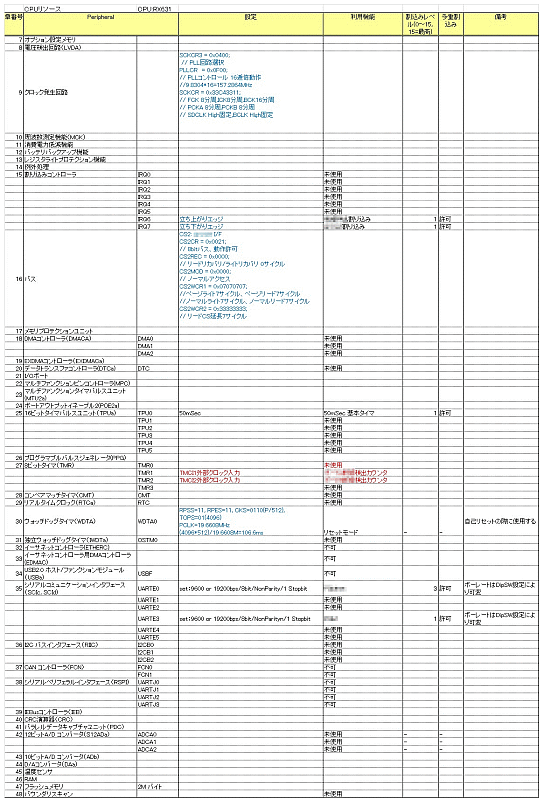 CPUリソース CPU:RX631
章番号 Peripheral 設定 利用機能 割込みレベル(0～15, 15=最高) 多重割込み 備考
7 オプション設定メモリ
8 電圧検出回路(LVDA)
9 クロック発生回路
SCKCR3 = 0x0400;
// PLL回路選択
PLLCR = 0x0F00;
// PLLコントロール 16逓倍動作
//9.8304*16=157.2864MHz
SCKCR = 0x33C43311;
// FCK 8分周,ICK8分周,BCK16分周
// PCKA 8分周,PCKB 8分周
// SDCLK High固定,BCLK High固定
10 周波数測定機能(MCK)
11 消費電力低減機能
12 バッテリバックアップ機能
13 レジスタライトプロテクション機能
14 例外処理
15 割り込みコントローラ IRQ0 未使用
IRQ1 未使用
IRQ2 未使用
IRQ3 未使用
IRQ4 未使用
IRQ5 未使用
IRQ6 立ち上がりエッジ 割り込み 1 許可
IRQ7 立ち下がりエッジ 割り込み 1 許可
16 バス
CS2: I/F
CS2CR = 0x0021;
// 8bitバス、動作許可
CS2REC = 0x0000;
// リードリカバリ/ライトリカバリ 0サイクル
CS2MOD = 0x0000;
// ノーマルアクセス
CS2WCR1 = 0x07070707;
//ページライト7サイクル、ページリード7サイクル
//ノーマルライト7サイクル、ノーマルリード7サイクル
CS2WCR2 = 0x33333333;
// リードCS延長7サイクル
17 メモリプロテクションユニット
18 DMAコントローラ(DMACA) DMA0 未使用
DMA1 未使用
DMA2 未使用
19 EXDMAコントローラ(EXDMACa)
20 データトランスファコントローラ(DTCa) DTC 未使用
21 I/Oポート
22 マルチファンクションピンコントローラ(MPC)
23 マルチファンクションタイマパルスユニット(MTU2a)
24 ポートアウトプットイネーブル2(POE2a)
25 16ビットタイマパルスユニット(TPUa) TPU0 50mSec 50mSec 基本タイマ 1 許可
TPU1 未使用
TPU2 未使用
TPU3 未使用
TPU4 未使用
TPU5 未使用
26 プログラマブルパルスジェネレータ(PPG)
27 8ビットタイマ(TMR) TMR0 未使用
TMR1 TMCI1外部クロック入力 検出カウンタ
TMR2 TMCI2外部クロック入力 検出カウンタ
TMR3 未使用
28 コンペアマッチタイマ(CMT) CMT 未使用
29 リアルタイムクロック(RTCa) RTC 未使用
30 ウォッチドッグタイマ(WDTA) WDTA0 リセットモード - - 自己リセットの際に使用する
RPSS=11, RPES=11, CKS=0110(P/512),
TOPS=01(4096)
PCLK=19.6608MHz
(4096*512)/19.6608M=106.6ms
31 独立ウォッチドッグタイマ(IWDTa) OSTM0 未使用
32 イーサネットコントローラ(ETHERC) 不可
33 イーサネットコントローラ用DMAコントローラ(EDMAC) 不可
34 USB2.0 ホスト/ファンクションモジュール(USBa) USBF 不可
35 シリアルコミュニケーションインタフェース(SCIc, SCId) UARTE0 set:9600 or 19200bps/8bit/NonParity/1 Stopbit 3 許可 ボーレートはDipSW設定により可変
UARTE1 未使用
UARTE2 未使用
UARTE3 set:9600 or 19200bps/8bit/NonParityn/1 Stopbit 1 許可 ボーレートはDipSW設定により可変
UARTE4 未使用
UARTE5 未使用
36 I2C バスインタフェース(RIIC) I2CB0 未使用
I2CB1 未使用
I2CB2 未使用
37 CANコントローラ(FCN) FCN0 不可
FCN1 不可
38 シリアルペリフェラルインタフェース(RSPI) UARTJ0 不可
UARTJ1 不可
UARTJ2 不可
UARTJ3 不可
39 IEBusコントローラ(IEB)
40 CRC演算器(CRC)
41 パラレルデータキャプチャユニット(PDC)
42 12ビットA/D コンバータ(S12ADa) ADCA0 未使用 - -
ADCA1 未使用 - -
ADCA2 未使用 - -
43 10ビットA/D コンバータ(ADb)
44 D/Aコンバータ(DAa)
45 温度センサ
46 RAM
47 フラッシュメモリ 2M バイト
48 バウンダリスキャン 未使用